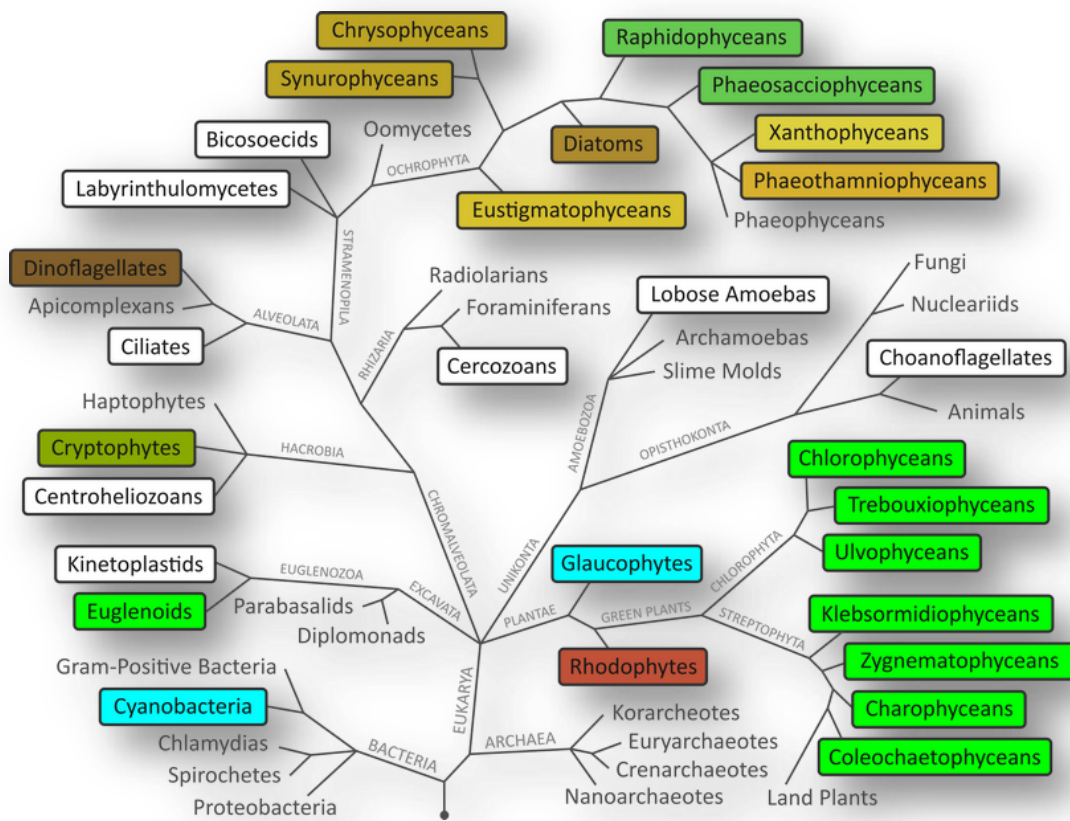 Chrysophyceans
Raphidophyceans
Synurophyceans
Phaeosacciophyceans
Oomycetes
Bicosoecids
Diatoms
Xanthophyceans
OCHROPHYTA
Labyrinthulomycetes
Phaeothamniophyceans
Eustigmatophyceans
Phaeophyceans
STRAMENOPILA
Dinoflagellates
Radiolarians
Fungi
Apicomplexans
Foraminiferans
Lobose Amoebas
Nucleariids
ALVEOLATA
Archamoebas
Ciliates
RHIZARIA
Cercozoans
Slime Molds
Choanoflagellates
Haptophytes
Animals
Cryptophytes
HACROBIA
AMOEBOZOA
OPISTHOKONTA
Chlorophyceans
Centroheliozoans
Trebouxiophyceans
CHROMALVEOLATA
UNIKONTA
CHLOROPHYTA
Ulvophyceans
Kinetoplastids
Glaucophytes
EUGLENOZOA
EXCAVATA
Euglenoids
Parabasalids
PLANTAE
GREEN PLANTS
STREPTOPHYTA
Klebsormidiophyceans
Diplomonads
Gram-Positive Bacteria
Rhodophytes
Zygnematophyceans
Cyanobacteria
EUKARYA
Korarcheotes
Charophyceans
Chlamydias
BACTERIA
ARCHAEA
Euryarchaeotes
Coleochaetophyceans
Spirochetes
Crenarchaeotes
Proteobacteria
Nanoarchaeotes
Land Plants